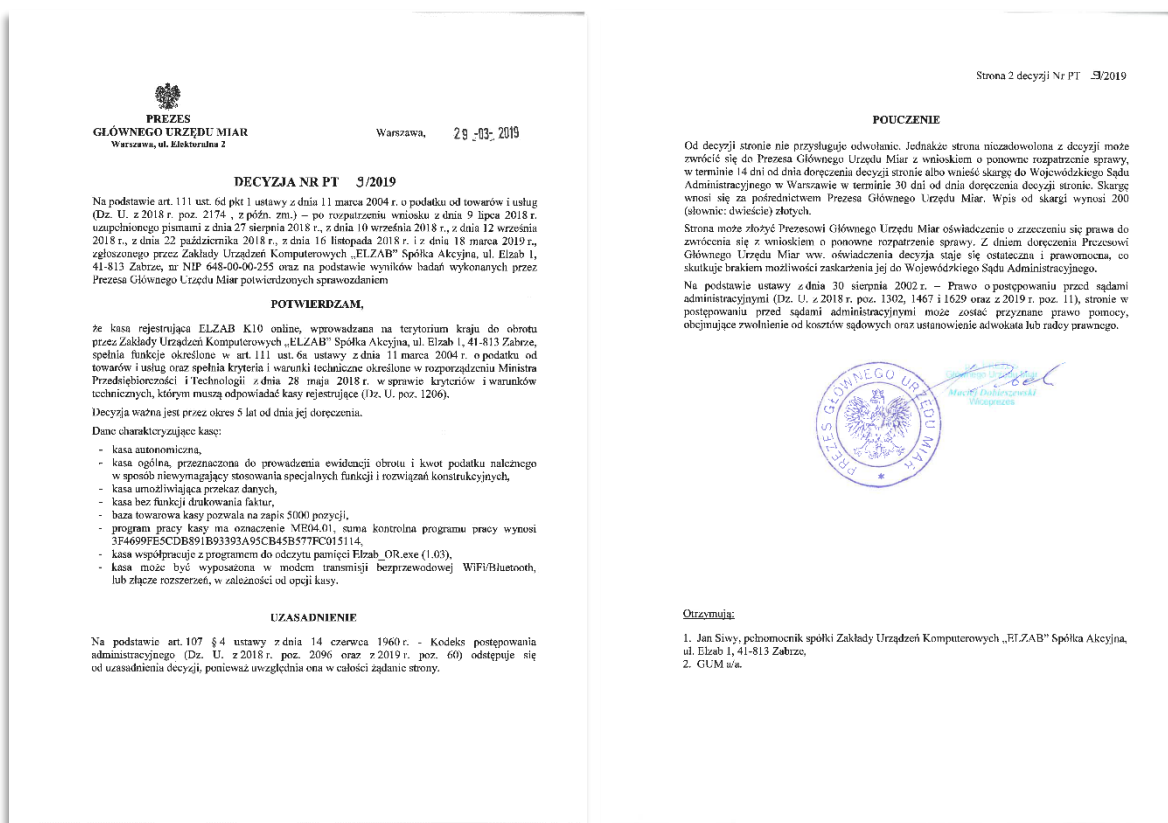 PREZES
GŁÓWNEGO URZĘDU MIAR
Warszawa, ul. Elektoralna 2
Warszawa, 29-03-2019
DECYZJA NR PT 9/2019
Na podstawie art. 111 ust. 6d pkt 1 ustawy z dnia 11 marca 2004 r. o podatku od towarów i usług
(Dz. U. z 2018 r. poz. 2174 , z późn. zm.) – po rozpatrzeniu wniosku z dnia 9 lipca 2018 r.
uzupełnionego pismami z dnia 27 sierpnia 2018 r., z dnia 10 września 2018 r., z dnia 12 września
2018 r., z dnia 22 października 2018 r., z dnia 16 listopada 2018 r. i z dnia 18 marca 2019 r.,
zgłoszonego przez Zakłady Urządzeń Komputerowych „ELZAB” Spółka Akcyjna, ul. Elzab 1,
41-813 Zabrze, nr NIP 648-00-00-255 oraz na podstawie wyników badań wykonanych przez
Prezesa Głównego Urzędu Miar potwierdzonych sprawozdaniem
POTWIERDZAM,
że kasa rejestrująca ELZAB K10 online, wprowadzana na terytorium kraju do obrotu
przez Zakłady Urządzeń Komputerowych „ELZAB” Spółka Akcyjna, ul. Elzab 1, 41-813 Zabrze,
spełnia funkcje określone w art. 111 ust. 6a ustawy z dnia 11 marca 2004 r. o podatku od
towarów i usług oraz spełnia kryteria i warunki techniczne określone w rozporządzeniu Ministra
Przedsiębiorczości i Technologii z dnia 28 maja 2018 r. w sprawie kryteriów i warunków
technicznych, którym muszą odpowiadać kasy rejestrujące (Dz. U. poz. 1206).
Decyzja ważna jest przez okres 5 lat od dnia jej doręczenia.
Dane charakteryzujące kasę:
- kasa autonomiczna,
- kasa ogólna, przeznaczona do prowadzenia ewidencji obrotu i kwot podatku należnego
w sposób niewymagający stosowania specjalnych funkcji i rozwiązań konstrukcyjnych,
- kasa umożliwiająca przekaz danych,
- kasa bez funkcji drukowania faktur,
- baza towarowa kasy pozwala na zapis 5000 pozycji,
- program pracy kasy ma oznaczenie ME04.01, suma kontrolna programu pracy wynosi
3F4699FE5CDB891B93393A95CB45B577FC015114,
- kasa współpracuje z programem do odczytu pamięci Elzab_OR.exe (1.03),
- kasa może być wyposażona w modem transmisji bezprzewodowej WiFi/Bluetooth,
lub złącze rozszerzeń, w zależności od opcji kasy.
UZASADNIENIE
Na podstawie art. 107 § 4 ustawy z dnia 14 czerwca 1960 r. - Kodeks postępowania
administracyjnego (Dz. U. z 2018 r. poz. 2096 oraz z 2019 r. poz. 60) odstępuje się
od uzasadnienia decyzji, ponieważ uwzględnia ona w całości żądanie strony.
Strona 2 decyzji Nr PT 9/2019
POUCZENIE
Od decyzji stronie nie przysługuje odwołanie. Jednakże strona niezadowolona z decyzji może
zwrócić się do Prezesa Głównego Urzędu Miar z wnioskiem o ponowne rozpatrzenie sprawy,
w terminie 14 dni od dnia doręczenia decyzji stronie albo wnieść skargę do Wojewódzkiego Sądu
Administracyjnego w Warszawie w terminie 30 dni od dnia doręczenia decyzji stronie. Skargę
wnosi się za pośrednictwem Prezesa Głównego Urzędu Miar. Wpis od skargi wynosi 200
(słownie: dwieście) złotych.
Strona może złożyć Prezesowi Głównego Urzędu Miar oświadczenie o zrzeczeniu się prawa do
zwrócenia się z wnioskiem o ponowne rozpatrzenie sprawy. Z dniem doręczenia Prezesowi
Głównego Urzędu Miar ww. oświadczenia decyzja staje się ostateczna i prawomocna, co
skutkuje brakiem możliwości zaskarżenia jej do Wojewódzkiego Sądu Administracyjnego.
Na podstawie ustawy z dnia 30 sierpnia 2002 r. – Prawo o postępowaniu przed sądami
administracyjnymi (Dz. U. z 2018 r. poz. 1302, 1467 i 1629 oraz z 2019 r. poz. 11), stronie w
postępowaniu przed sądami administracyjnymi może zostać przyznane prawo pomocy,
obejmujące zwolnienie od kosztów sądowych oraz ustanowienie adwokata lub radcy prawnego.
PREZES GŁÓWNEGO URZĘDU MIAR
Głównego Urzędu Miar
Maciej Dobieszewski
Wiceprezes
Otrzymują:
1. Jan Siwy, pełnomocnik spółki Zakłady Urządzeń Komputerowych „ELZAB” Spółka Akcyjna,
ul. Elzab 1, 41-813 Zabrze,
2. GUM a/a.